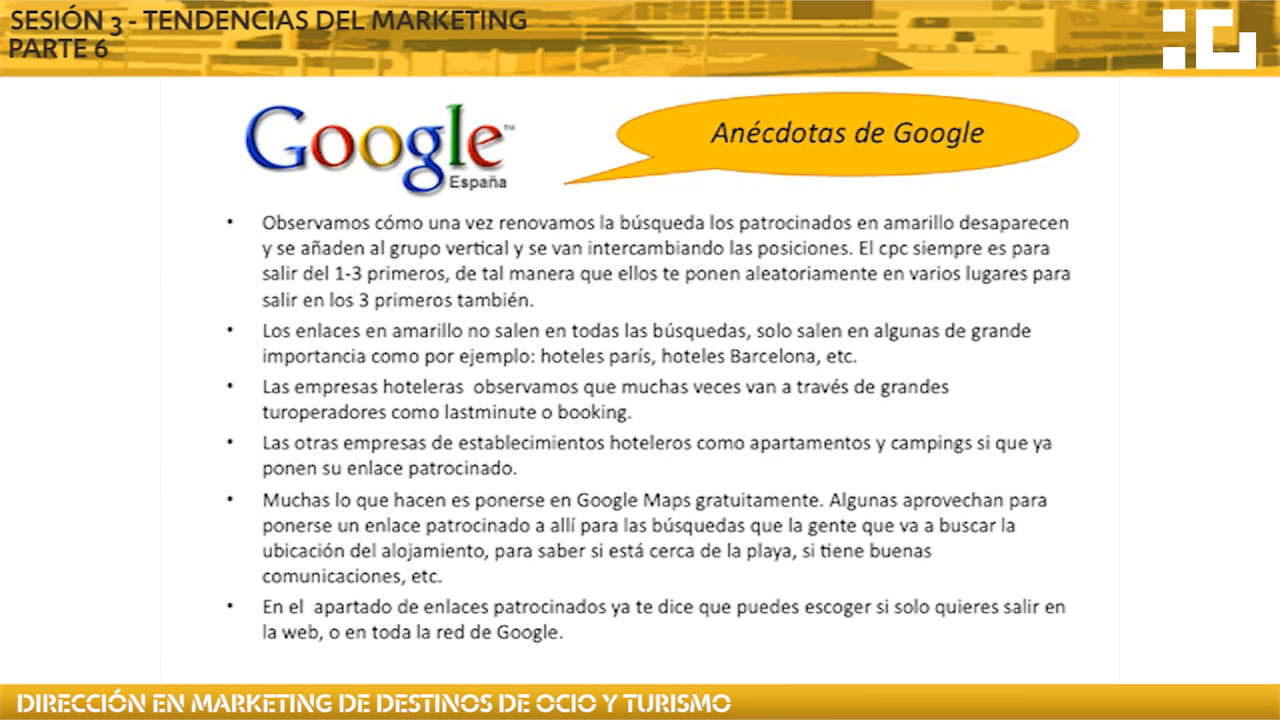 SESIÓN 3 - TENDENCIAS DEL MARKETING
PARTE 6
Google™
España
Anécdotas de Google
• Observamos cómo una vez renovamos la búsqueda los patrocinados en amarillo desaparecen
y se añaden al grupo vertical y se van intercambiando las posiciones. El cpc siempre es para
salir del 1-3 primeros, de tal manera que ellos te ponen aleatoriamente en varios lugares para
salir en los 3 primeros también.
• Los enlaces en amarillo no salen en todas las búsquedas, solo salen en algunas de grande
importancia como por ejemplo: hoteles parís, hoteles Barcelona, etc.
• Las empresas hoteleras  observamos que muchas veces van a través de grandes
turoperadores como lastminute o booking.
• Las otras empresas de establecimientos hoteleros como apartamentos y campings si que ya
ponen su enlace patrocinado.
• Muchas lo que hacen es ponerse en Google Maps gratuitamente. Algunas aprovechan para
ponerse un enlace patrocinado a allí para las búsquedas que la gente que va a buscar la
ubicación del alojamiento, para saber si está cerca de la playa, si tiene buenas
comunicaciones, etc.
• En el  apartado de enlaces patrocinados ya te dice que puedes escoger si solo quieres salir en
la web, o en toda la red de Google.
DIRECCIÓN EN MARKETING DE DESTINOS DE OCIO Y TURISMO